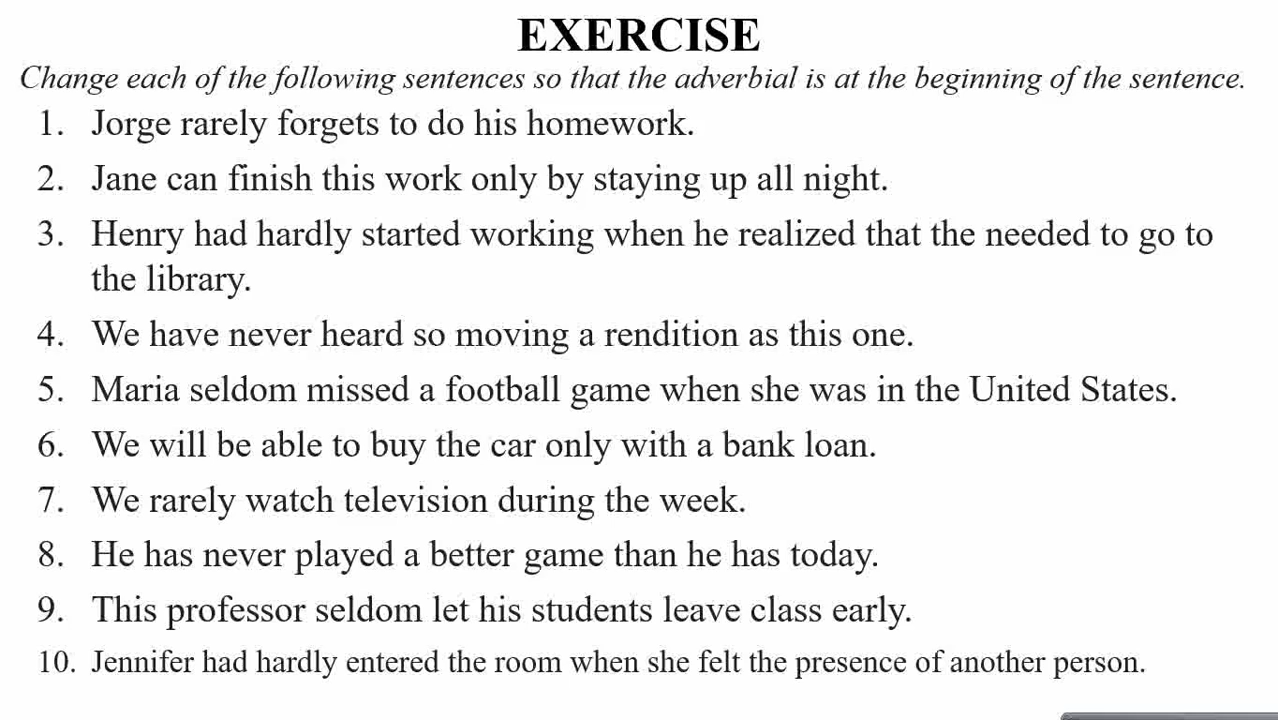 EXERCISE
Change each of the following sentences so that the adverbial is at the beginning of the sentence.
1. Jorge rarely forgets to do his homework.
2. Jane can finish this work only by staying up all night.
3. Henry had hardly started working when he realized that the needed to go to
the library.
4. We have never heard so moving a rendition as this one.
5. Maria seldom missed a football game when she was in the United States.
6. We will be able to buy the car only with a bank loan.
7. We rarely watch television during the week.
8. He has never played a better game than he has today.
9. This professor seldom let his students leave class early.
10. Jennifer had hardly entered the room when she felt the presence of another person.